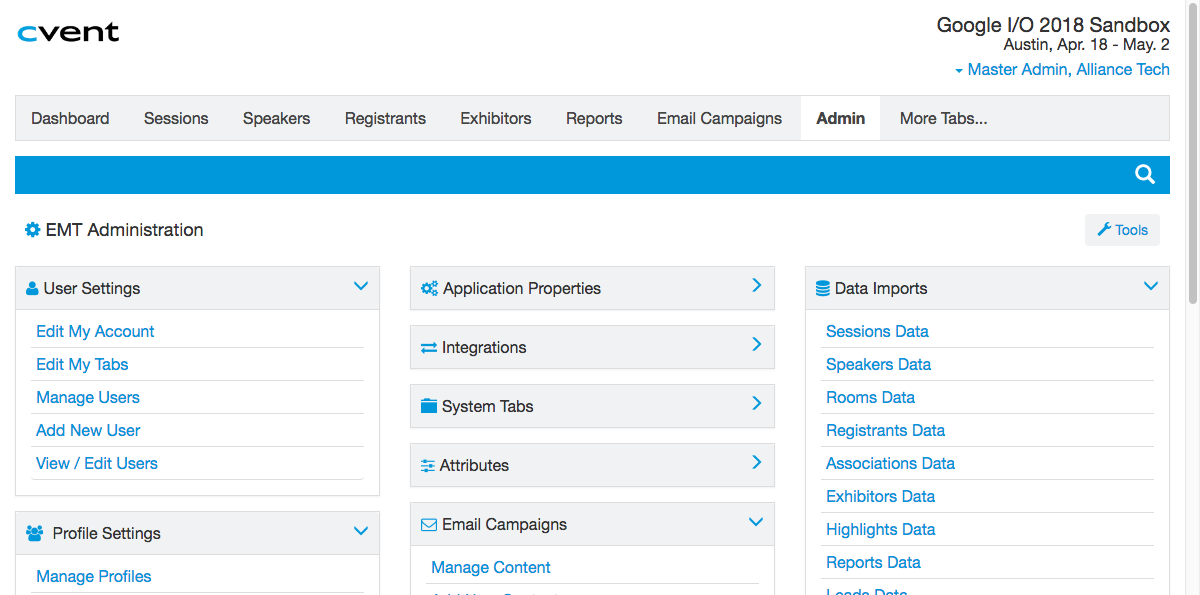 cvent
Google I/O 2018 Sandbox
Austin, Apr. 18 - May. 2
Master Admin, Alliance Tech
Dashboard Sessions Speakers Registrants Exhibitors Reports Email Campaigns Admin More Tabs...
EMT Administration
Tools
User Settings
Edit My Account
Edit My Tabs
Manage Users
Add New User
View / Edit Users
Profile Settings
Manage Profiles
Application Properties
Integrations
System Tabs
Attributes
Email Campaigns
Manage Content
Data Imports
Sessions Data
Speakers Data
Rooms Data
Registrants Data
Associations Data
Exhibitors Data
Highlights Data
Reports Data